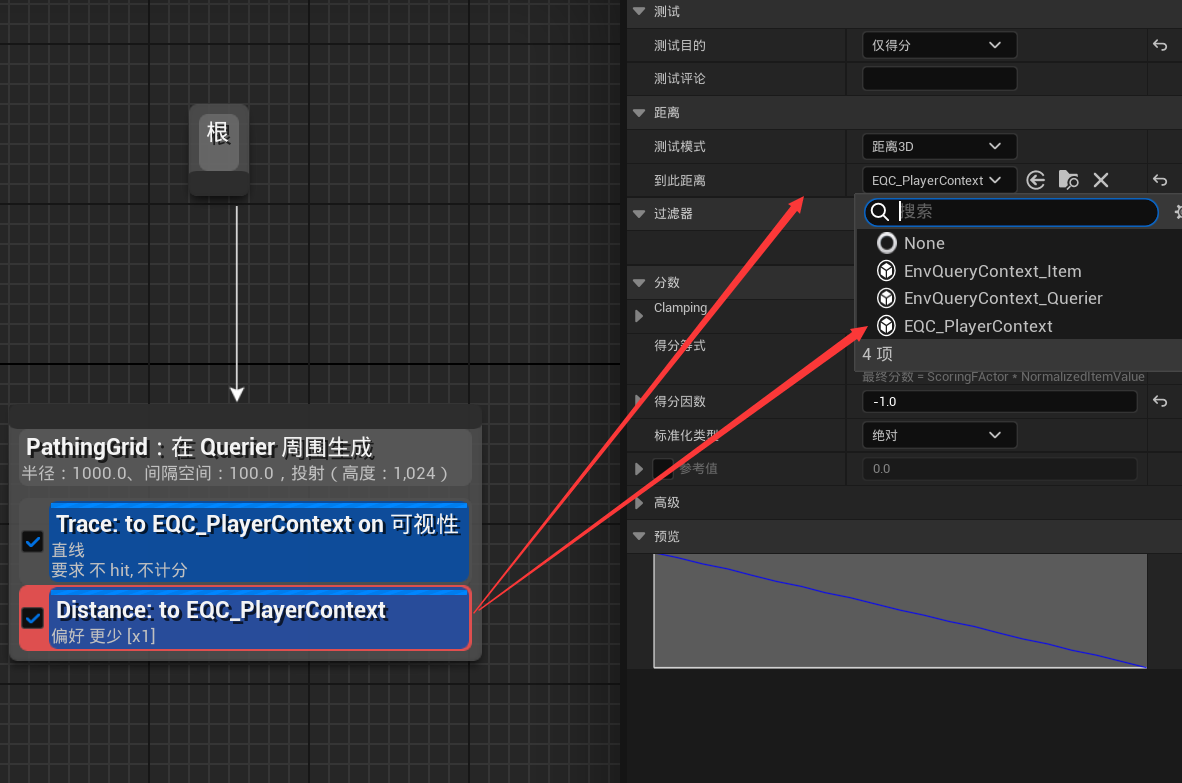 根
PathingGrid：在 Querier 周围生成
半径：1000.0、间隔空间：100.0，投射（高度：1,024）
Trace: to EQC_PlayerContext on 可视性
直线
要求 不 hit, 不计分
Distance: to EQC_PlayerContext
偏好 更少 [x1]
测试
测试目的
仅得分
测试评论
距离
测试模式
距离3D
到此距离
EQC_PlayerContext
过滤器
搜索
None
EnvQueryContext_Item
EnvQueryContext_Querier
EQC_PlayerContext
4 项
分数
Clamping
得分等式
最终分数 = ScoringFActor * NormalizedItemValue
得分因数
-1.0
标准化类型
绝对
参考值
0.0
高级
预览